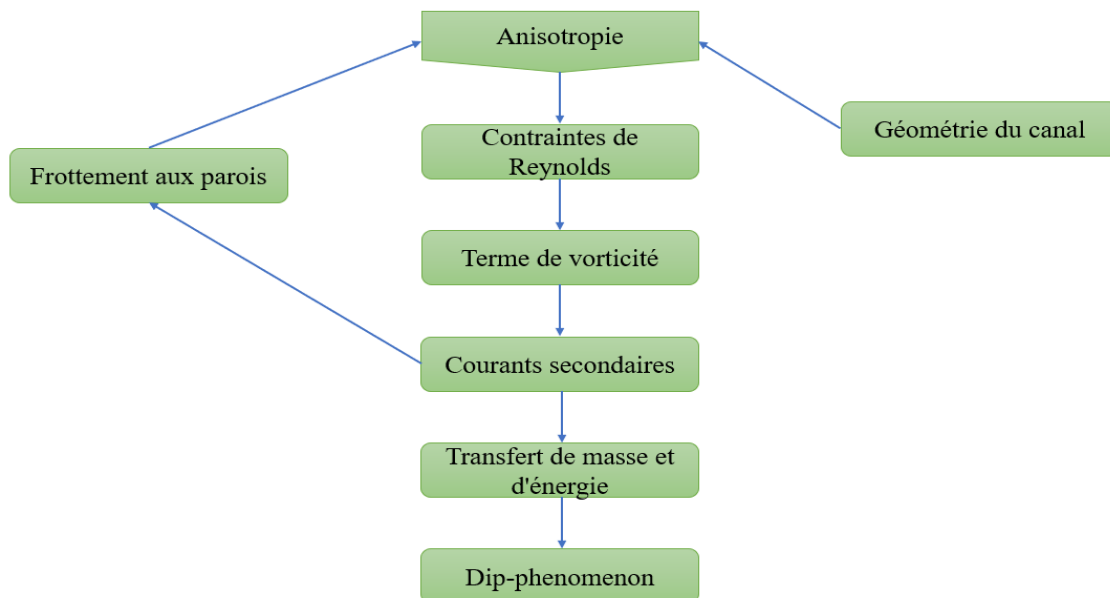 Anisotropie
Géométrie du canal
Contraintes de
Reynolds
Frottement aux parois
Terme de vorticité
Courants secondaires
Transfert de masse et
d'énergie
Dip-phenomenon